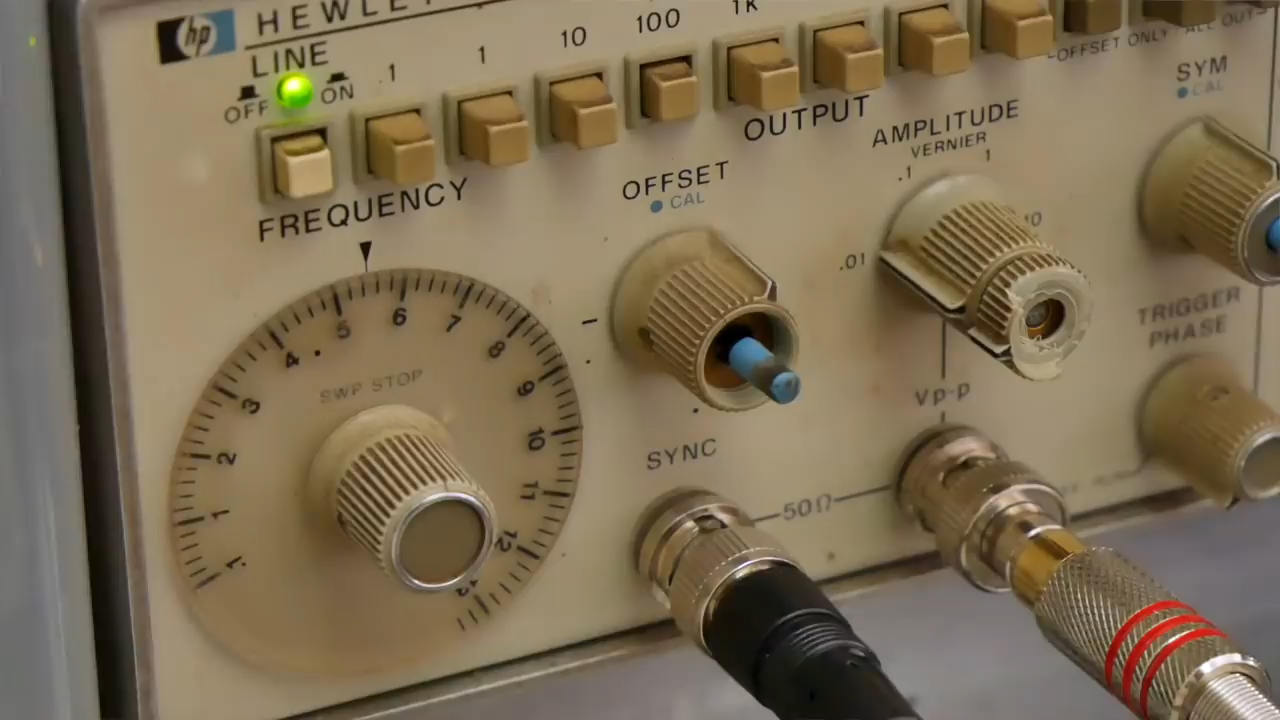 hp
HEWLE
LINE
OFF
ON
.1
1
10
100
1K
-OFFSET ONLY
ALL OUT
SYM
CAL
FREQUENCY
OUTPUT
OFFSET
CAL
AMPLITUDE
VERNIER
.01
.1
1
10
.1
1
2
3
4
5
6
7
8
9
10
11
12
SWP STOP
TRIGGER
PHASE
SYNC
50Ω
Vp-p